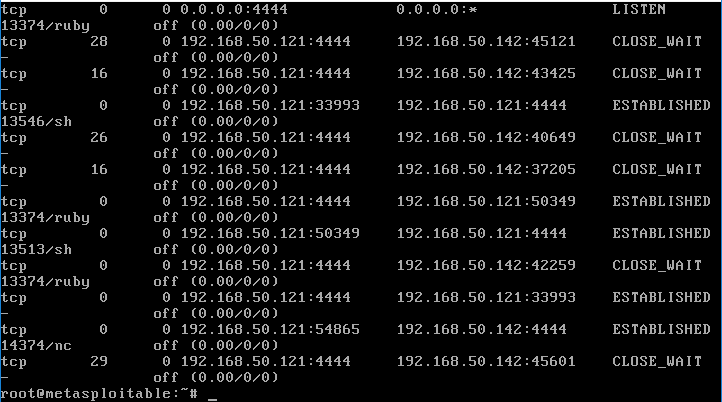 tcp 0 0 0.0.0.0:4444 0.0.0.0:* LISTEN
13374/ruby off (0.00/0/0)
tcp 28 0 192.168.50.121:4444 192.168.50.142:45121 CLOSE_WAIT
- off (0.00/0/0)
tcp 16 0 192.168.50.121:4444 192.168.50.142:43425 CLOSE_WAIT
- off (0.00/0/0)
tcp 0 0 192.168.50.121:33993 192.168.50.121:4444 ESTABLISHED
13546/sh off (0.00/0/0)
tcp 26 0 192.168.50.121:4444 192.168.50.142:40649 CLOSE_WAIT
- off (0.00/0/0)
tcp 16 0 192.168.50.121:4444 192.168.50.142:37205 CLOSE_WAIT
- off (0.00/0/0)
tcp 0 0 192.168.50.121:4444 192.168.50.121:50349 ESTABLISHED
13374/ruby off (0.00/0/0)
tcp 0 0 192.168.50.121:50349 192.168.50.121:4444 ESTABLISHED
13513/sh off (0.00/0/0)
tcp 0 0 192.168.50.121:4444 192.168.50.142:42259 CLOSE_WAIT
13374/ruby off (0.00/0/0)
tcp 0 0 192.168.50.121:4444 192.168.50.121:33993 ESTABLISHED
- off (0.00/0/0)
tcp 0 0 192.168.50.121:54865 192.168.50.142:4444 ESTABLISHED
14374/nc off (0.00/0/0)
tcp 29 0 192.168.50.121:4444 192.168.50.142:45601 CLOSE_WAIT
- off (0.00/0/0)
root@metasploitable:~# _